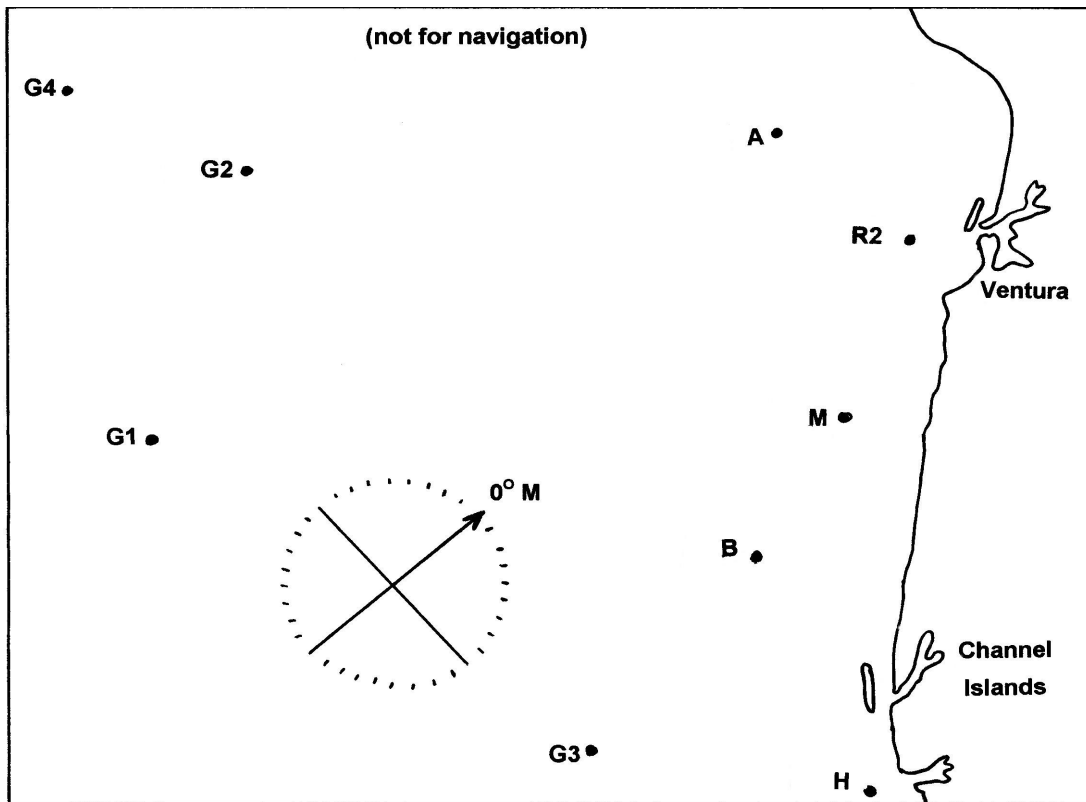 (not for navigation)
G4
A
G2
R2
Ventura
M
G1
0° M
B
Channel
Islands
G3
H